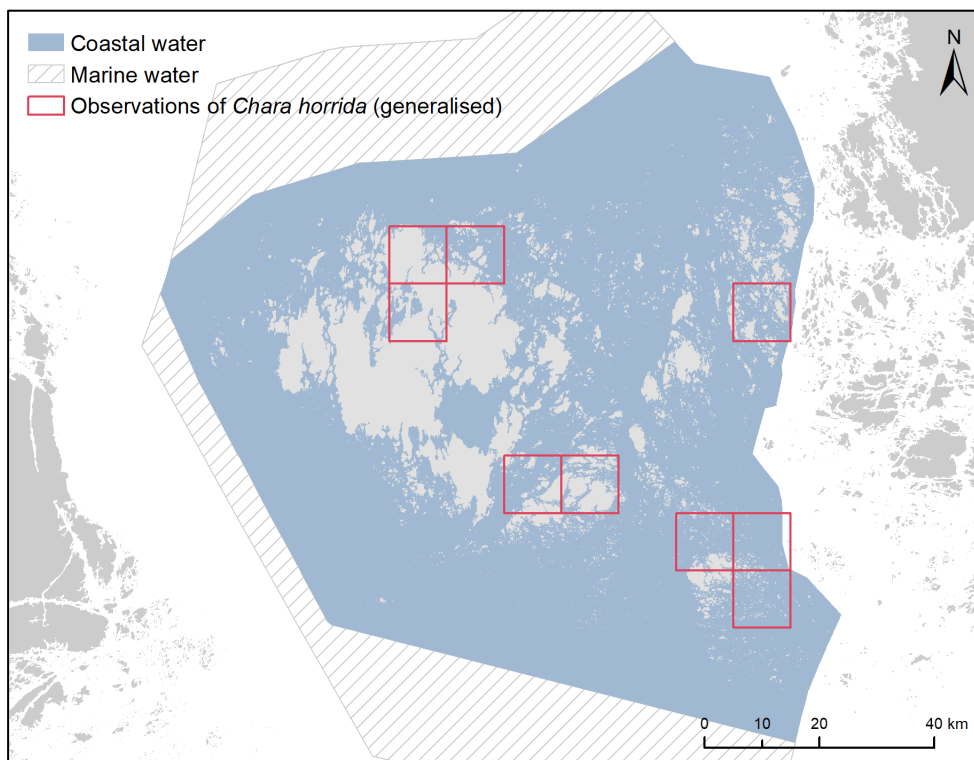 Coastal water
Marine water
Observations of Chara horrida (generalised)
N
0 10 20 40 km